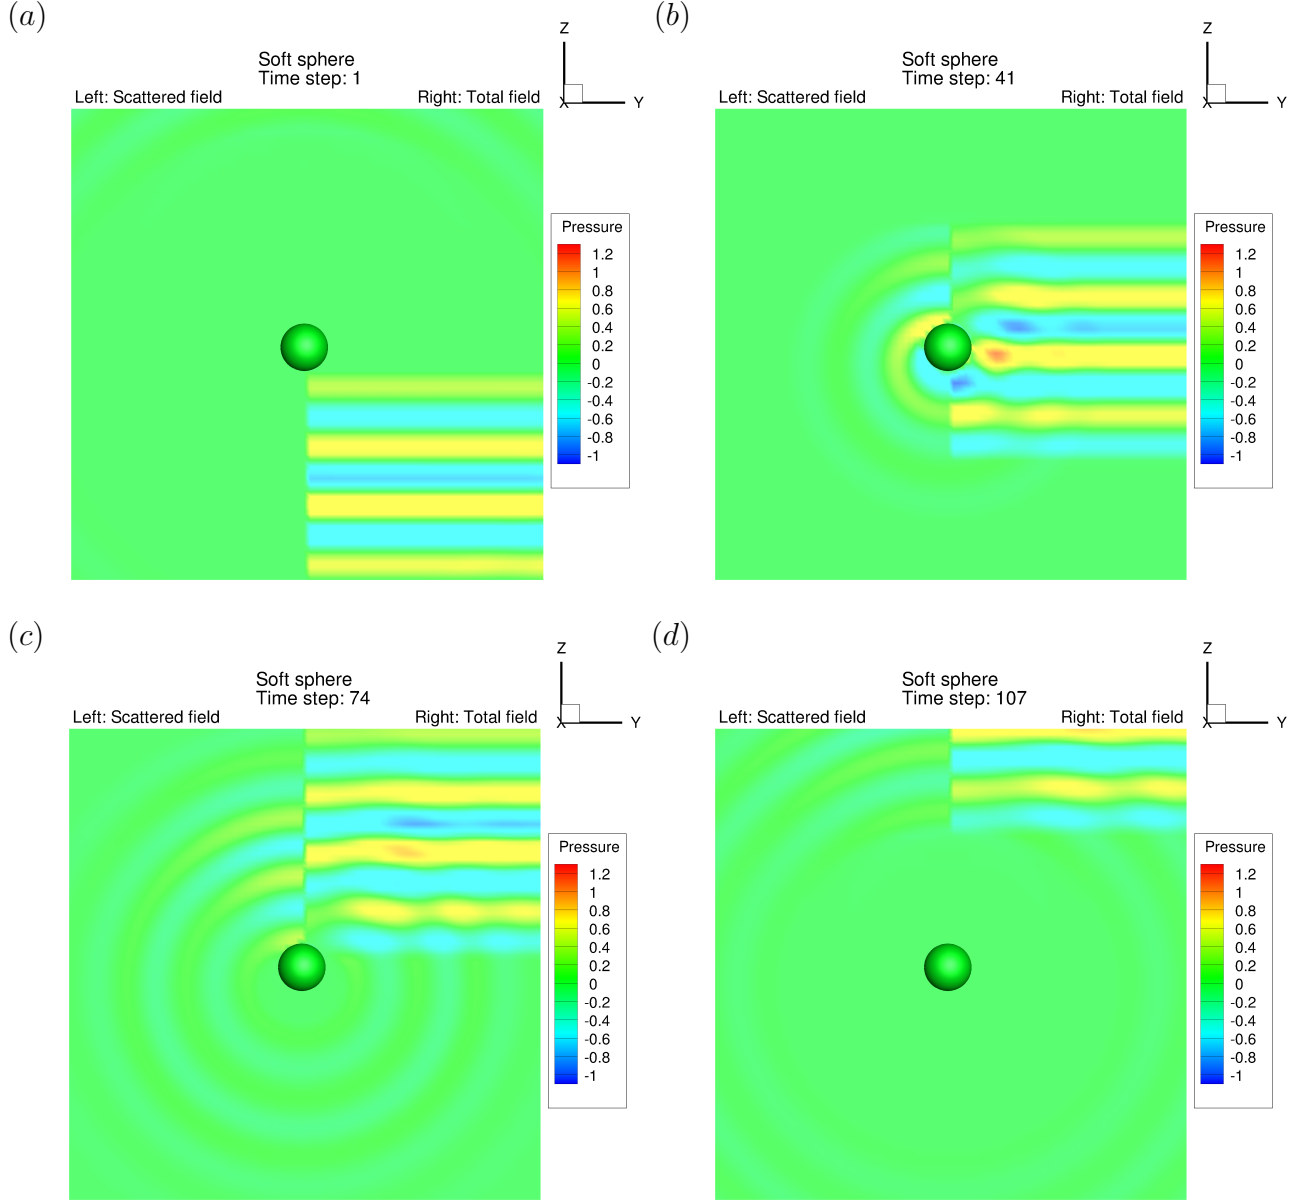 (a)
Z
Soft sphere
Time step: 1
X Y
Left: Scattered field Right: Total field
Pressure
1.2
1
0.8
0.6
0.4
0.2
0
-0.2
-0.4
-0.6
-0.8
-1
(b)
Z
Soft sphere
Time step: 41
X Y
Left: Scattered field Right: Total field
Pressure
1.2
1
0.8
0.6
0.4
0.2
0
-0.2
-0.4
-0.6
-0.8
-1
(c)
Z
Soft sphere
Time step: 74
X Y
Left: Scattered field Right: Total field
Pressure
1.2
1
0.8
0.6
0.4
0.2
0
-0.2
-0.4
-0.6
-0.8
-1
(d)
Z
Soft sphere
Time step: 107
X Y
Left: Scattered field Right: Total field
Pressure
1.2
1
0.8
0.6
0.4
0.2
0
-0.2
-0.4
-0.6
-0.8
-1